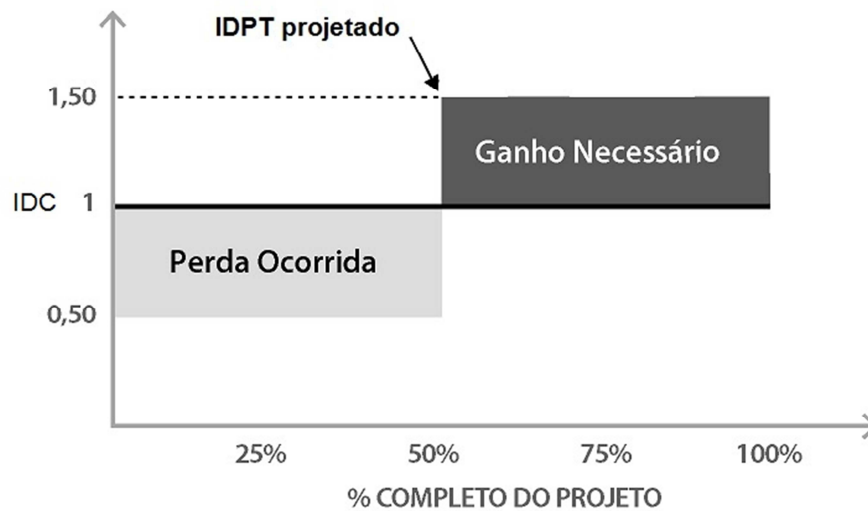 IDPT projetado
1,50
Ganho Necessário
IDC 1
Perda Ocorrida
0,50
25% 50% 75% 100%
% COMPLETO DO PROJETO